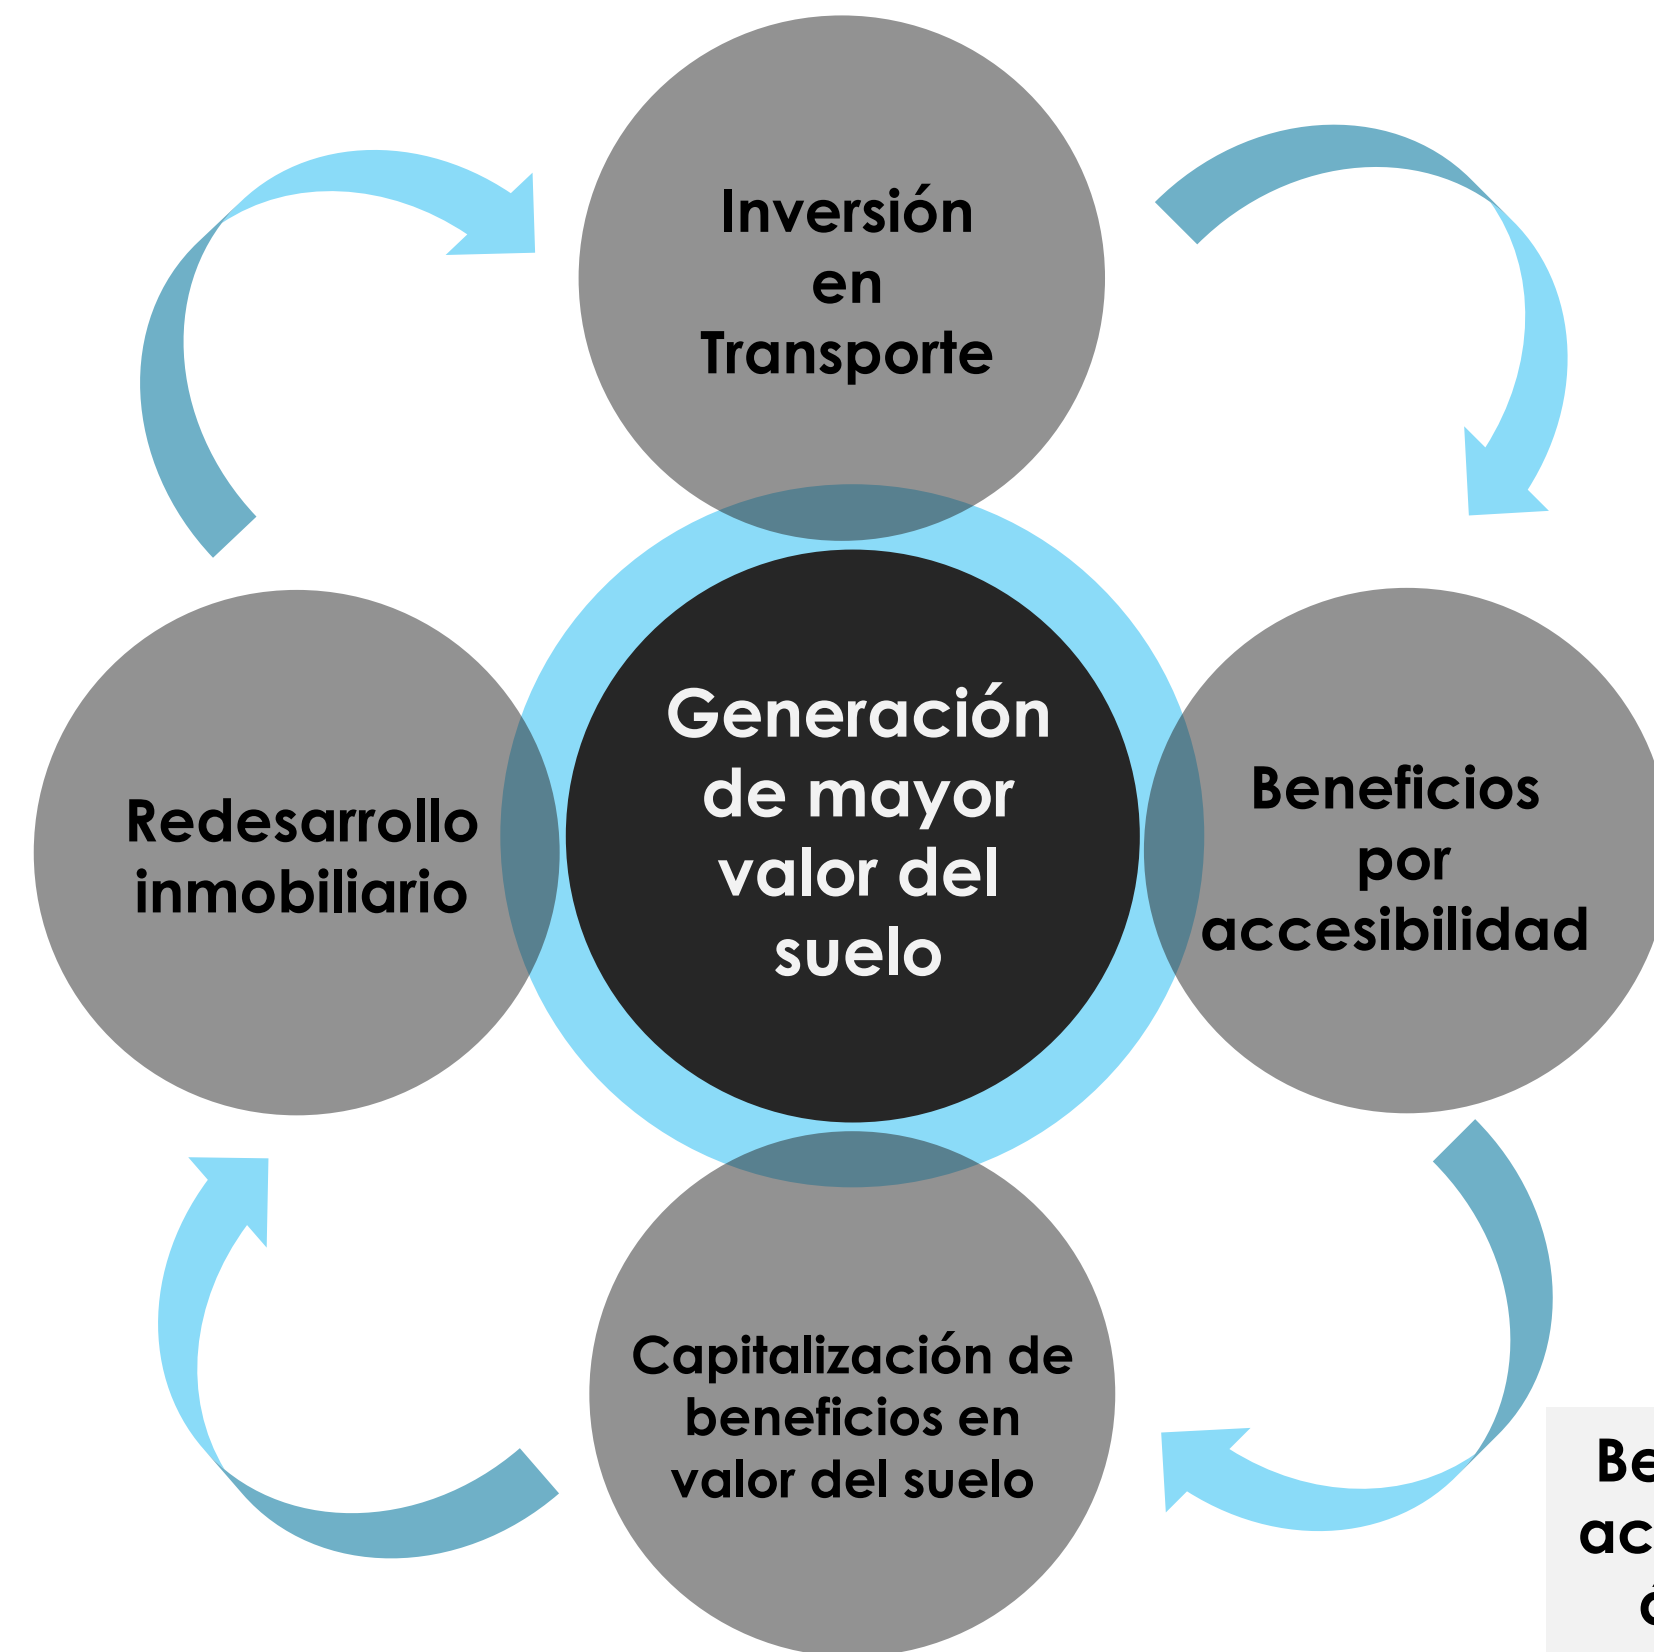 Inversión
en
Transporte
Generación
de mayor
valor del
suelo
Redesarrollo
inmobiliario
Beneficios
por
accesibilidad
Capitalización de
beneficios en
valor del suelo